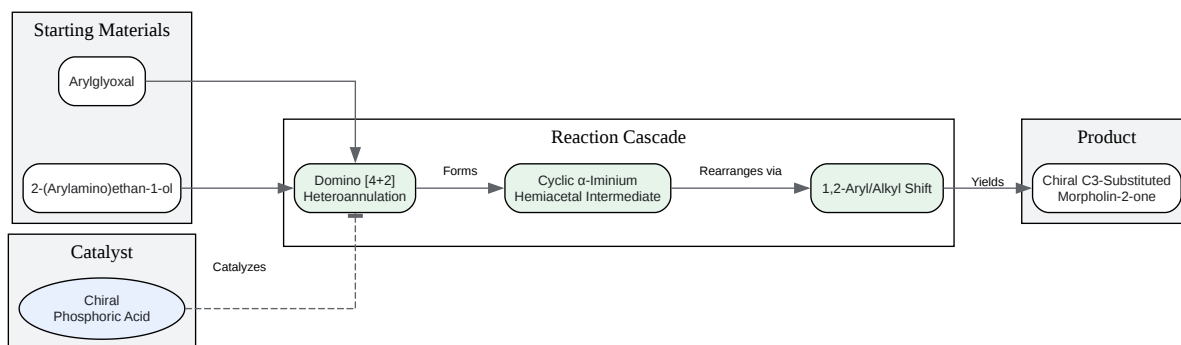 Starting Materials
Arylglyoxal
2-(Arylamino)ethan-1-ol
Catalyst
Chiral
Phosphoric Acid
Catalyzes
Reaction Cascade
Domino [4+2]
Heteroannulation
Forms
Cyclic α-Iminium
Hemiacetal Intermediate
Rearranges via
1,2-Aryl/Alkyl Shift
Yields
Product
Chiral C3-Substituted
Morpholin-2-one